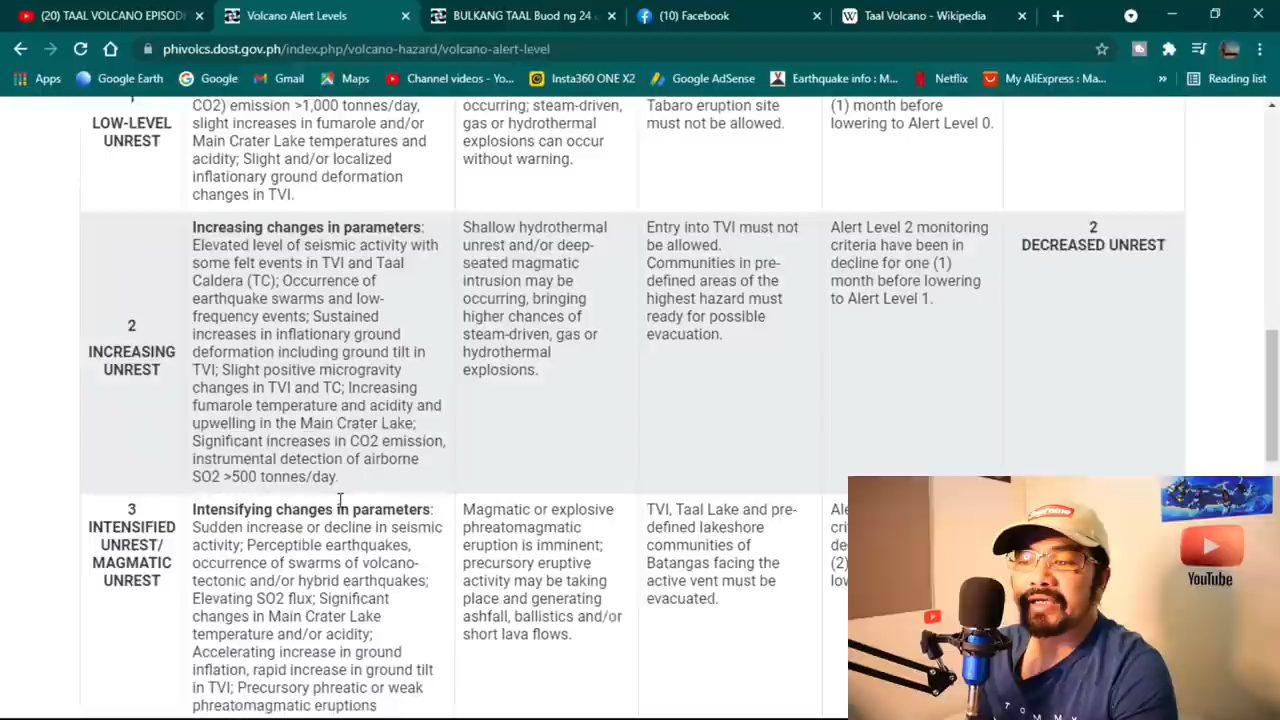 (20) TAAL VOLCANO EPISOD
Volcano Alert Levels
BULKANG TAAL Buod ng 24
(10) Facebook
Taal Volcano - Wikipedia
phivolcs.dost.gov.ph/index.php/volcano-hazard/volcano-alert-level
Apps
Google Earth
Google
Gmail
Maps
Channel videos - Yo...
Insta360 ONE X2
Google AdSense
Earthquake info : M...
Netflix
My AliExpress : Ma...
Reading list
LOW-LEVEL
UNREST
CO2) emission >1,000 tonnes/day,
slight increases in fumarole and/or
Main Crater Lake temperatures and
acidity; Slight and/or localized
inflationary ground deformation
changes in TVI.
occurring; steam-driven,
gas or hydrothermal
explosions can occur
without warning.
Tabaro eruption site
must not be allowed.
(1) month before
lowering to Alert Level 0.
2
INCREASING
UNREST
Increasing changes in parameters:
Elevated level of seismic activity with
some felt events in TVI and Taal
Caldera (TC); Occurrence of
earthquake swarms and low-
frequency events; Sustained
increases in inflationary ground
deformation including ground tilt in
TVI; Slight positive microgravity
changes in TVI and TC; Increasing
fumarole temperature and acidity and
upwelling in the Main Crater Lake;
Significant increases in CO2 emission,
instrumental detection of airborne
SO2 >500 tonnes/day.
Shallow hydrothermal
unrest and/or deep-
seated magmatic
intrusion may be
occurring, bringing
higher chances of
steam-driven, gas or
hydrothermal
explosions.
Entry into TVI must not
be allowed.
Communities in pre-
defined areas of the
highest hazard must
ready for possible
evacuation.
Alert Level 2 monitoring
criteria have been in
decline for one (1)
month before lowering
to Alert Level 1.
2
DECREASED UNREST
3
INTENSIFIED
UNREST/
MAGMATIC
UNREST
Intensifying changes in parameters:
Sudden increase or decline in seismic
activity; Perceptible earthquakes,
occurrence of swarms of volcano-
tectonic and/or hybrid earthquakes;
Elevating SO2 flux; Significant
changes in Main Crater Lake
temperature and/or acidity;
Accelerating increase in ground
inflation, rapid increase in ground tilt
in TVI; Precursory phreatic or weak
phreatomagmatic eruptions
Magmatic or explosive
phreatomagmatic
eruption is imminent;
precursory eruptive
activity may be taking
place and generating
ashfall, ballistics and/or
short lava flows.
TVI, Taal Lake and pre-
defined lakeshore
communities of
Batangas facing the
active vent must be
evacuated.
Ale
crit
de
(2)
low
Supreme
YouTube
TOMMY